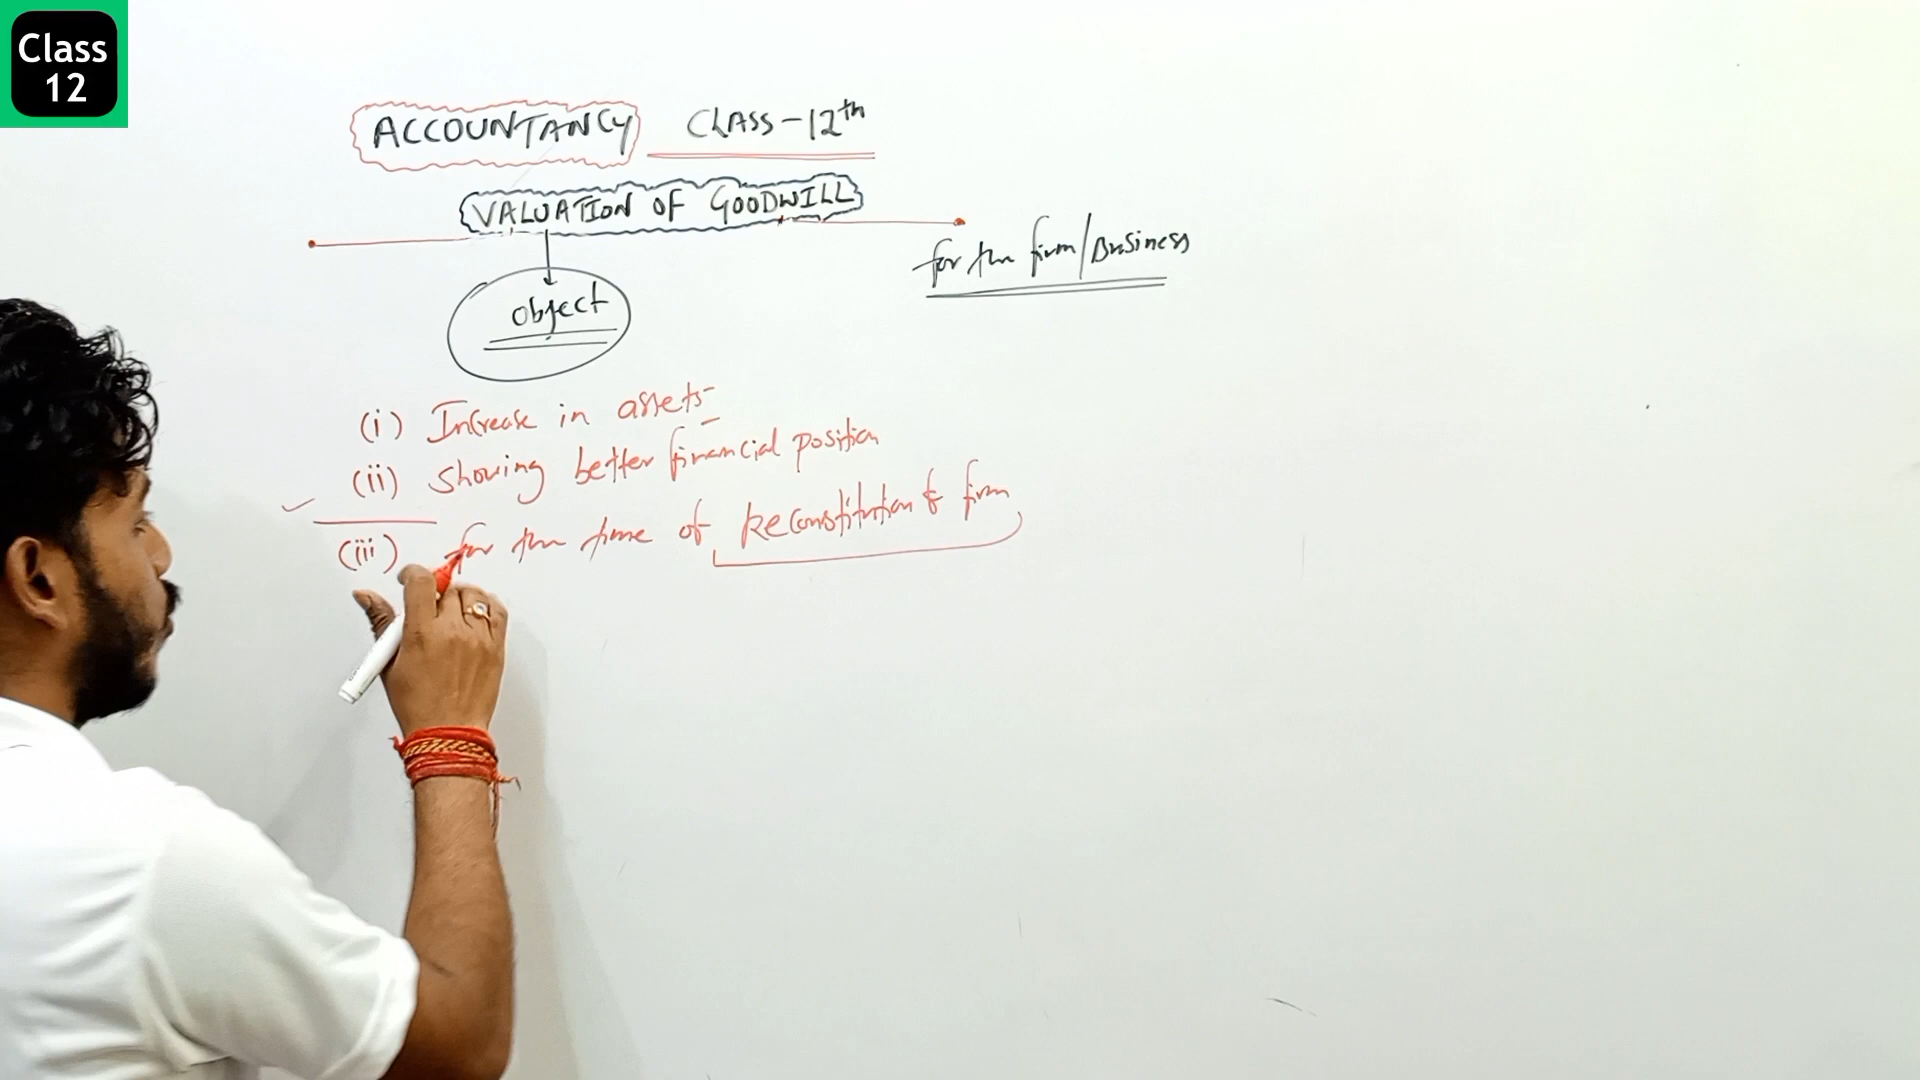 Class
12
ACCOUNTANCY CLASS-12th
VALUATION OF GOODWILL
for the firm/Business
object
(i) Increase in assets
(ii) Showing better financial position
(iii) for the time of Reconstitution of firm